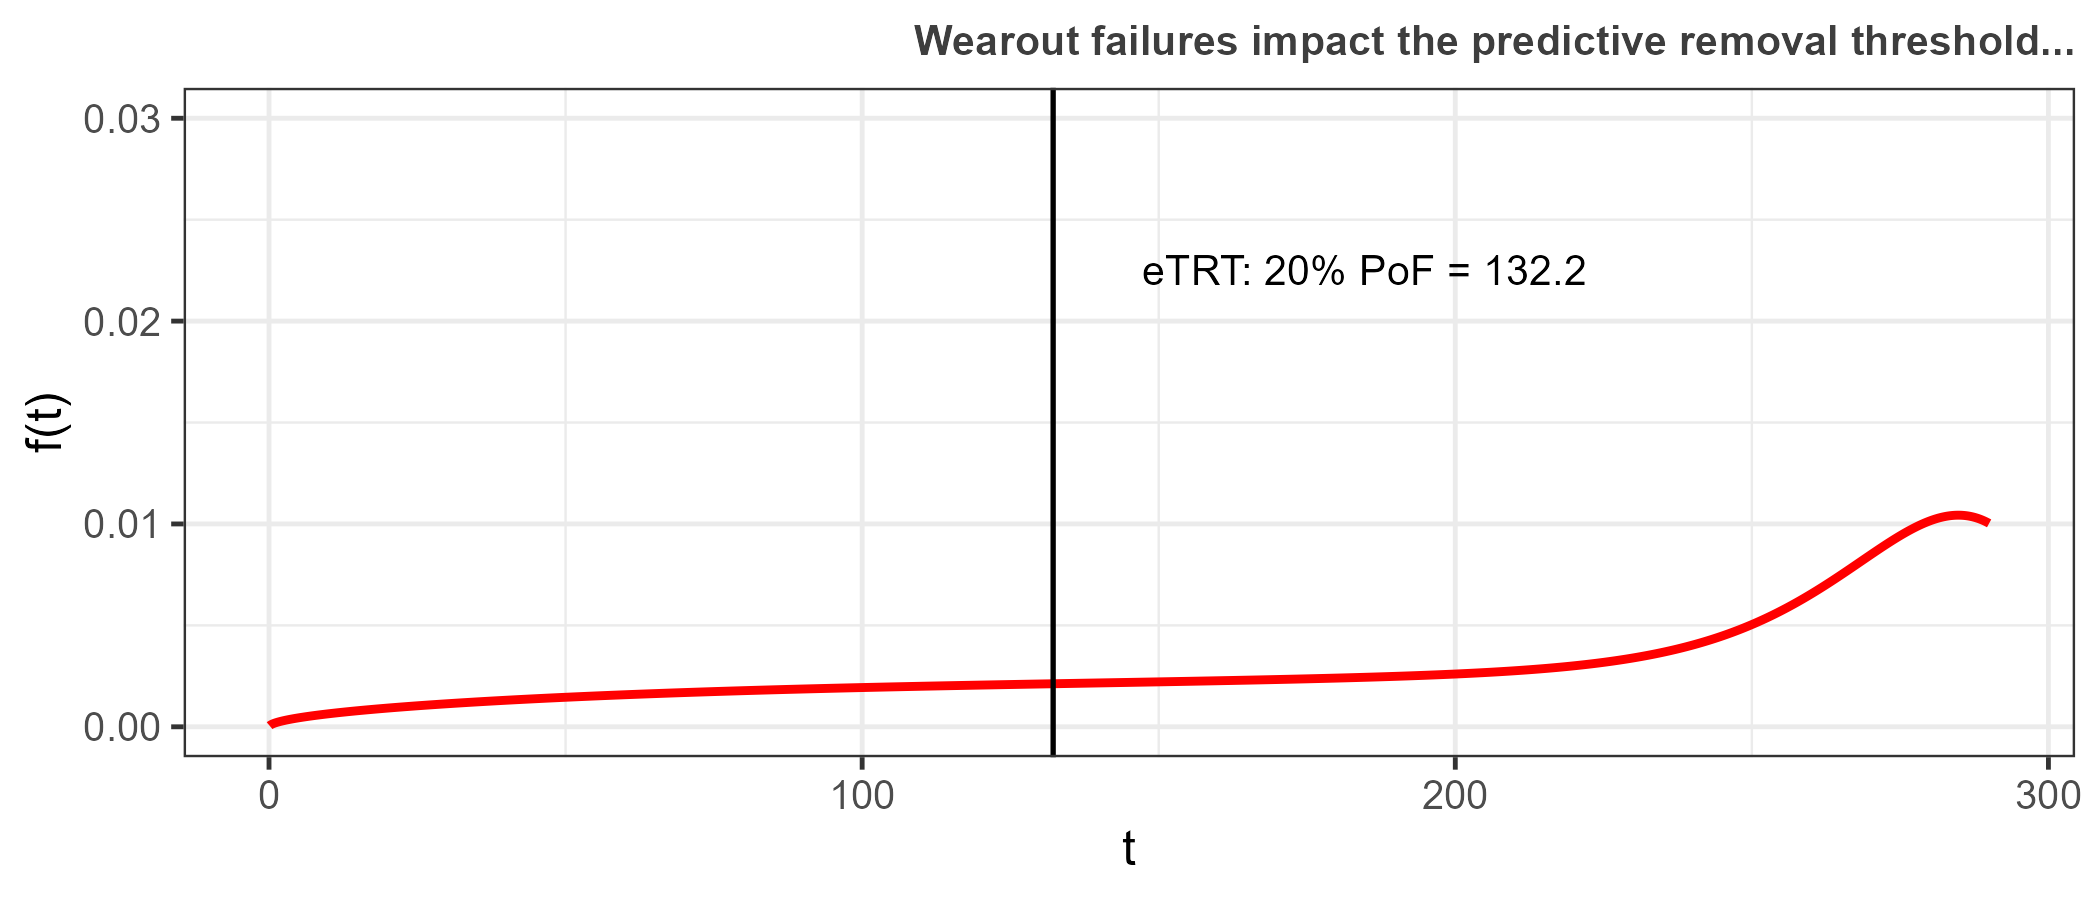 Wearout failures impact the predictive removal threshold...
0.03
0.02
0.01
0.00
f(t)
eTRT: 20% PoF = 132.2
0 100 200 300
t